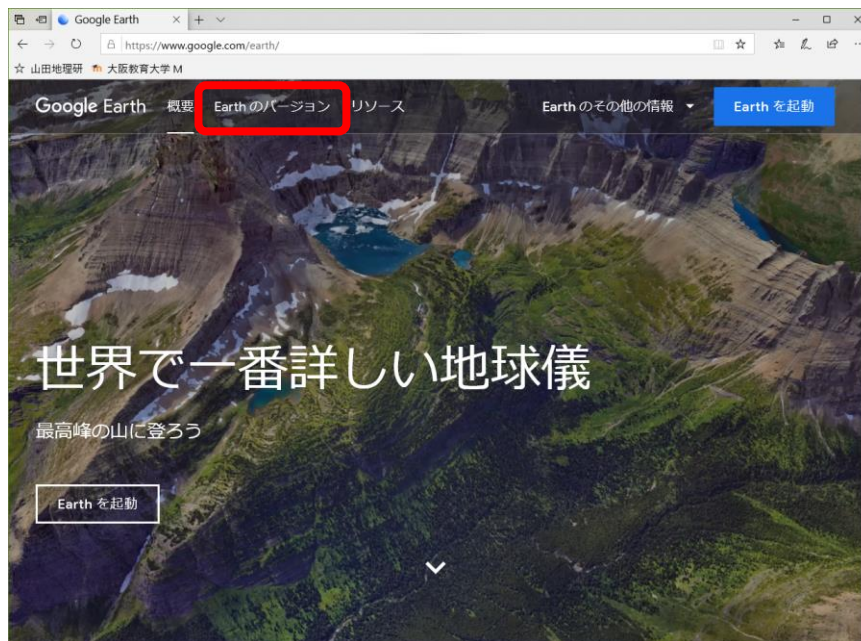 Google Earth
https://www.google.com/earth/
山田地理研 大阪教育大学 M
Google Earth 概要 Earth のバージョン リソース Earth のその他の情報 Earth を起動
世界で一番詳しい地球儀
最高峰の山に登ろう
Earth を起動